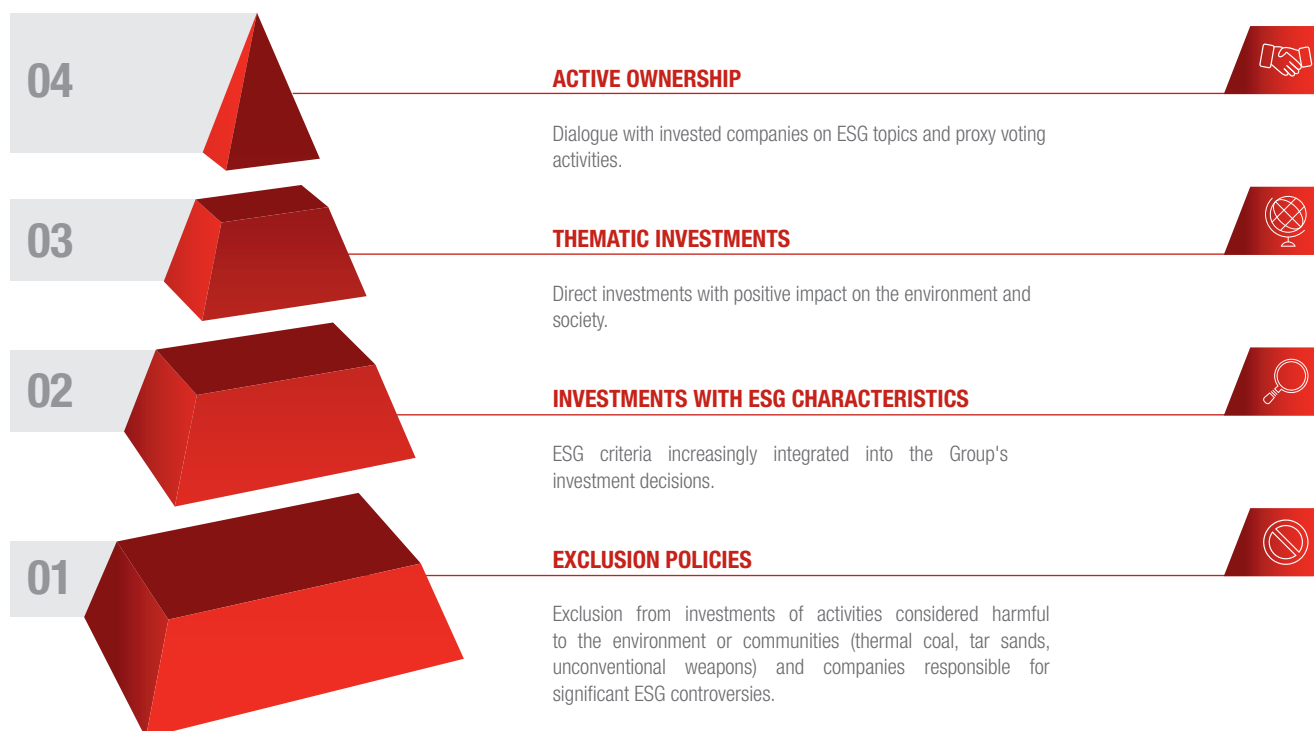 04
ACTIVE OWNERSHIP
Dialogue with invested companies on ESG topics and proxy voting
activities.
03
THEMATIC INVESTMENTS
Direct investments with positive impact on the environment and
society.
02
INVESTMENTS WITH ESG CHARACTERISTICS
ESG criteria increasingly integrated into the Group's
investment decisions.
01
EXCLUSION POLICIES
Exclusion from investments of activities considered harmful
to the environment or communities (thermal coal, tar sands,
unconventional weapons) and companies responsible for
significant ESG controversies.